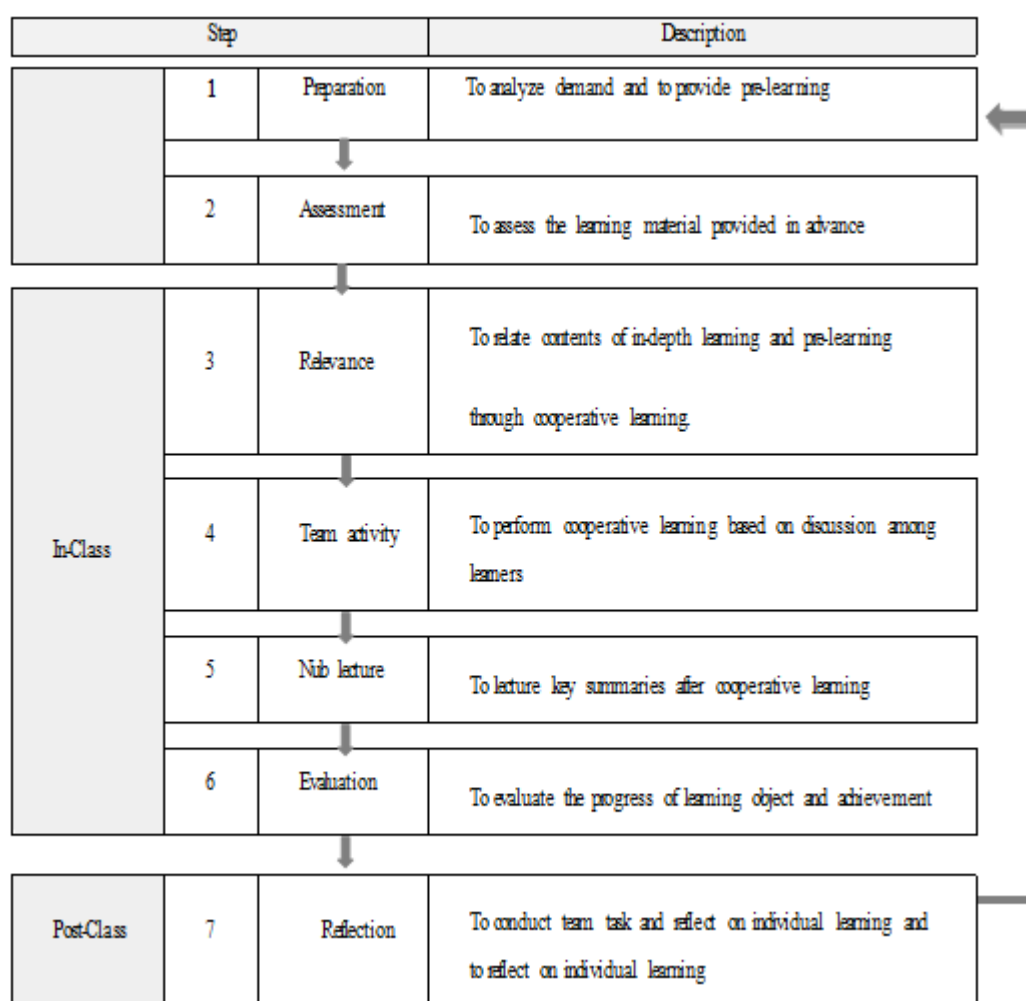 Step Description
1 Preparation To analyze demand and to provide pre-learning
2 Assessment To assess the learning material provided in advance
3 Relevance To relate contents of in-depth learning and pre-learning
through cooperative learning.
In-Class
4 Team activity To perform cooperative learning based on discussion among
learners
5 Nub lecture To lecture key summaries after cooperative learning
6 Evaluation To evaluate the progress of learning object and achievement
Post-Class 7 Reflection To conduct team task and reflect on individual learning and
to reflect on individual learning